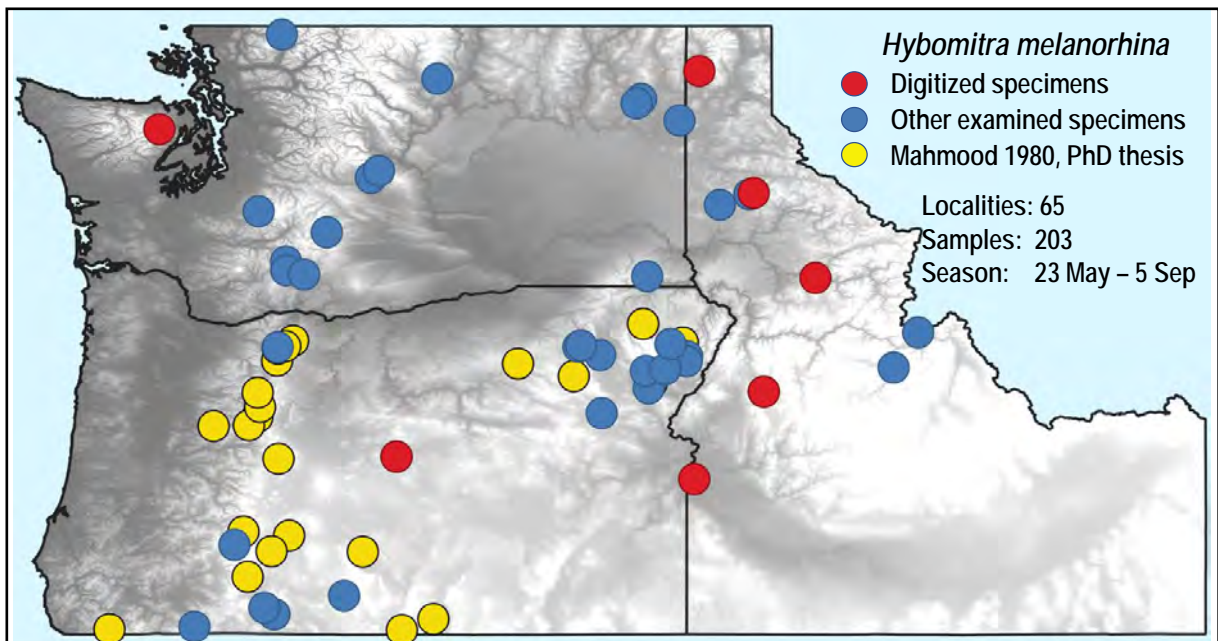 Hybomitra melanorhina
Digitized specimens
Other examined specimens
Mahmood 1980, PhD thesis
Localities: 65
Samples: 203
Season: 23 May – 5 Sep